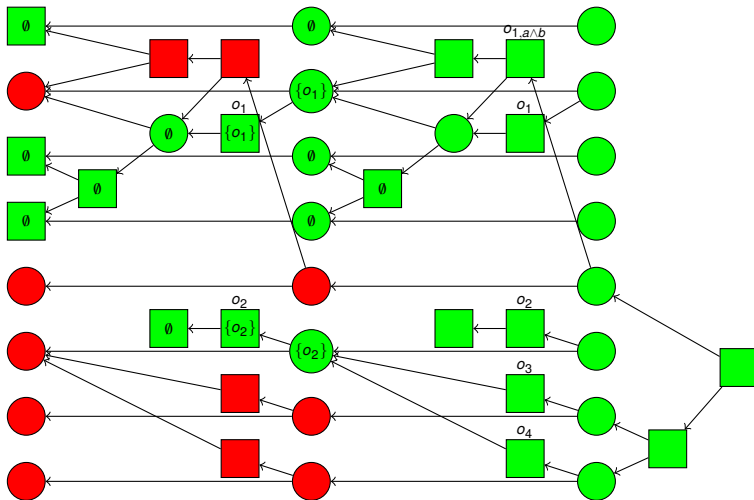 ∅ ∅
o1,a∧b
{o1}
o1 o1
∅ {o1}
∅
∅ ∅
∅
o2 o2
∅ {o2}
{o2}
o3
o4